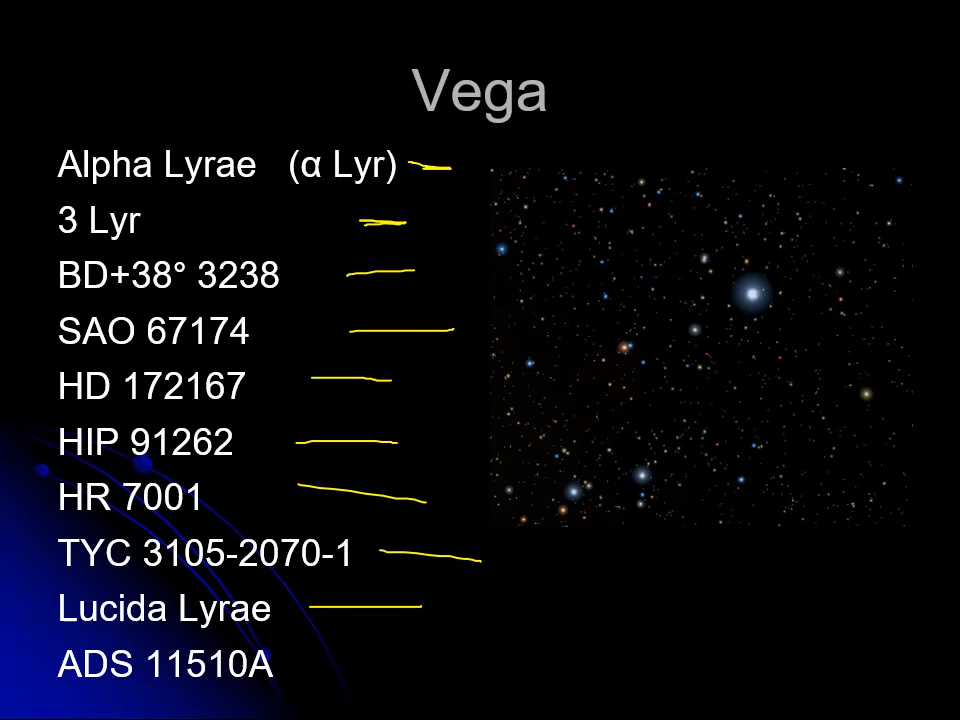 Vega
Alpha Lyrae (α Lyr)
3 Lyr
BD+38° 3238
SAO 67174
HD 172167
HIP 91262
HR 7001
TYC 3105-2070-1
Lucida Lyrae
ADS 11510A